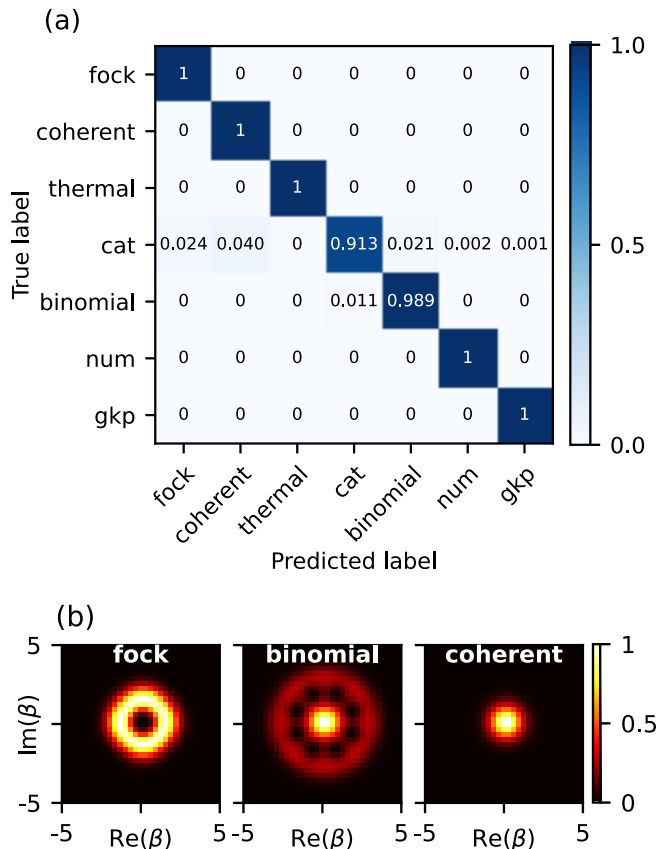 (a)
fock 1 0 0 0 0 0 0
coherent 0 1 0 0 0 0 0
thermal 0 0 1 0 0 0 0
cat 0.024 0.040 0 0.913 0.021 0.002 0.001
binomial 0 0 0 0.011 0.989 0 0
num 0 0 0 0 0 1 0
gkp 0 0 0 0 0 0 1
True label
fock coherent thermal cat binomial num gkp
Predicted label
1.0
0.5
0.0
(b)
fock binomial coherent
5
-5
Im(β)
-5 5 -5 5 -5 5
Re(β) Re(β) Re(β)
1
0.5
0